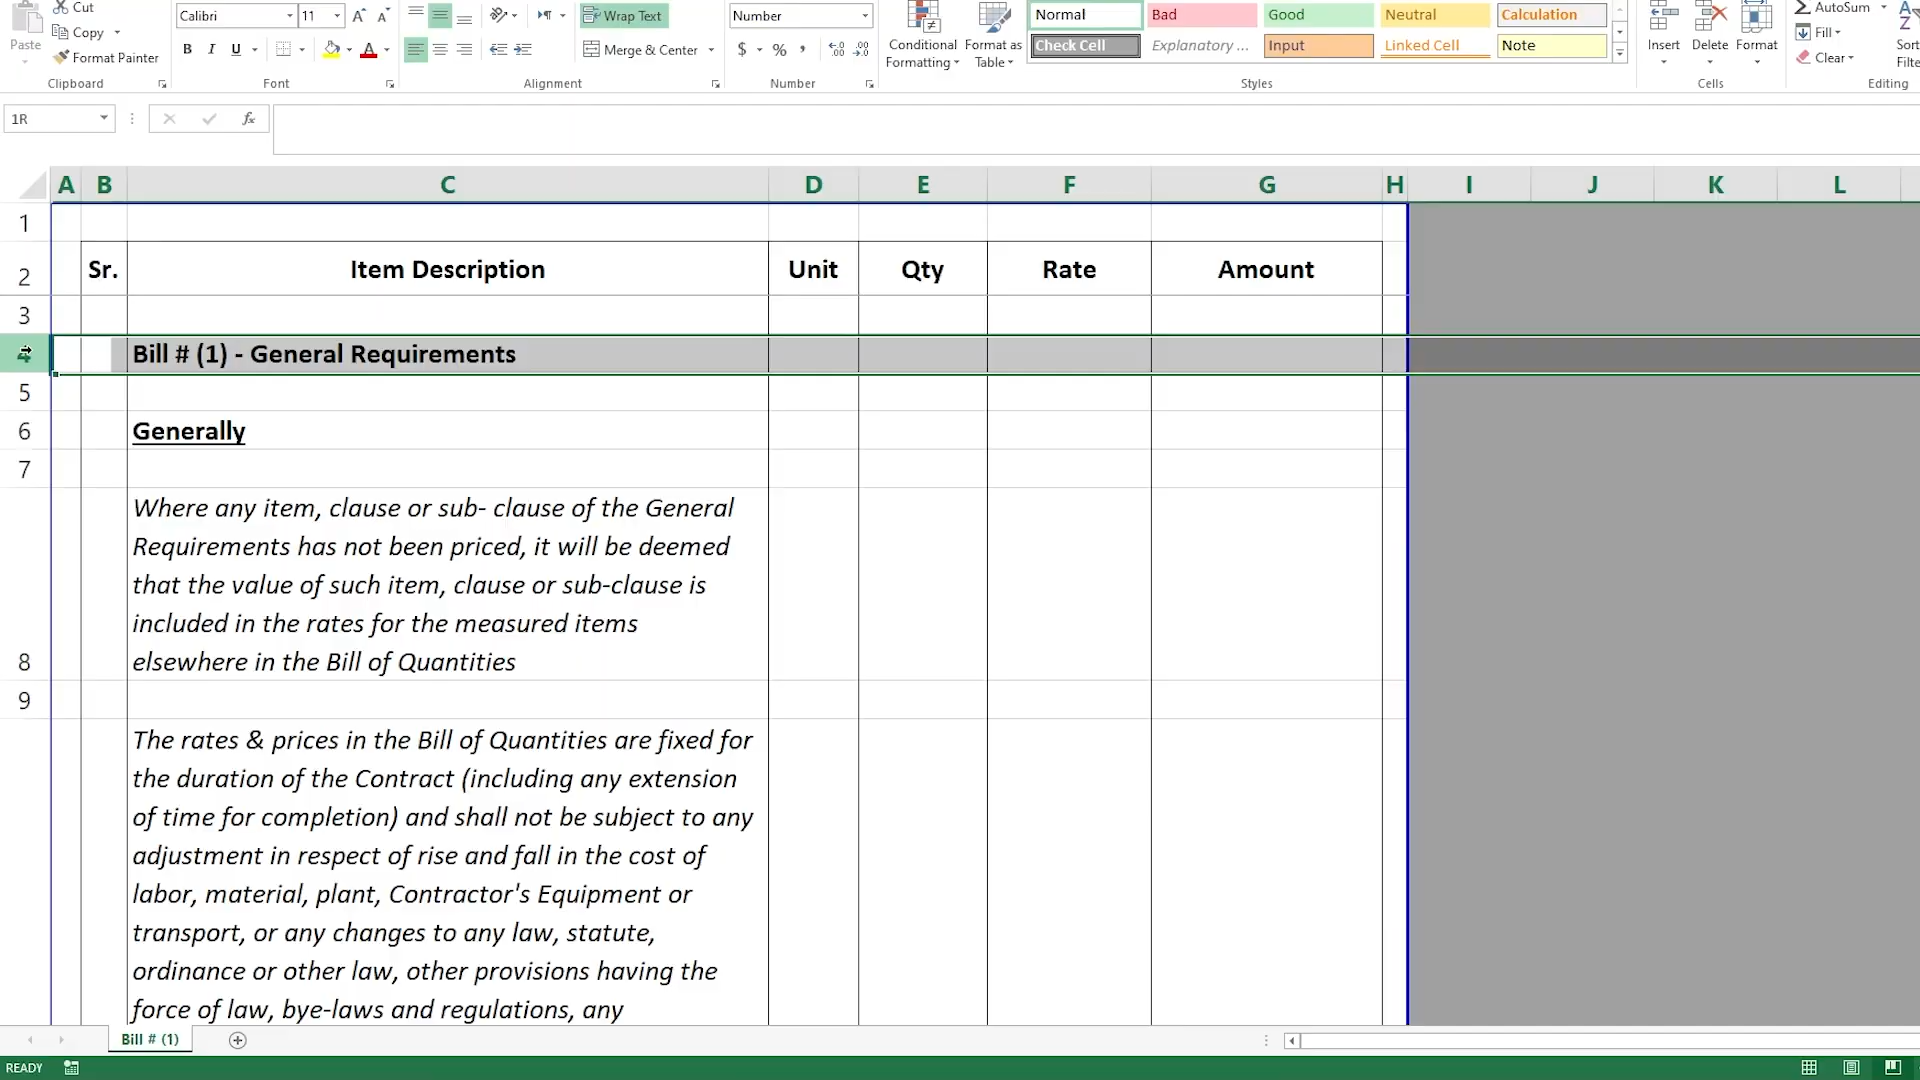 Cut
Copy
Format Painter
Paste
Clipboard
Calibri
11
A A
B I U A
Font
Wrap Text
Merge & Center
Alignment
Number
$ % ,
Number
Conditional
Formatting
Format as
Table
Normal
Bad
Good
Neutral
Calculation
Check Cell
Explanatory ...
Input
Linked Cell
Note
Styles
Insert
Delete
Format
Cells
AutoSum
Fill
Clear
Sort
Filte
Editing
1R
fx
A B C D E F G H I J K L
1
2 Sr. Item Description Unit Qty Rate Amount
3
4 Bill # (1) - General Requirements
5
6 Generally
7
Where any item, clause or sub- clause of the General
Requirements has not been priced, it will be deemed
that the value of such item, clause or sub-clause is
included in the rates for the measured items
8 elsewhere in the Bill of Quantities
9
The rates & prices in the Bill of Quantities are fixed for
the duration of the Contract (including any extension
of time for completion) and shall not be subject to any
adjustment in respect of rise and fall in the cost of
labor, material, plant, Contractor's Equipment or
transport, or any changes to any law, statute,
ordinance or other law, other provisions having the
force of law, bye-laws and regulations, any
Bill # (1)
READY